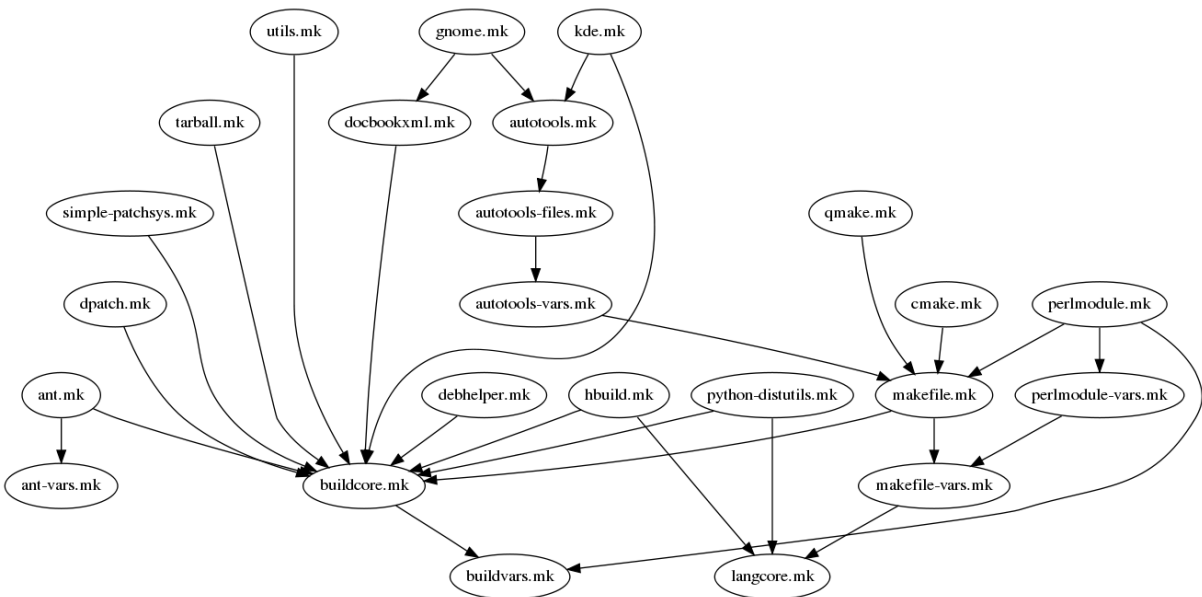 utils.mk
gnome.mk
kde.mk
tarball.mk
docbookxml.mk
autotools.mk
simple-patchsys.mk
autotools-files.mk
qmake.mk
dpatch.mk
autotools-vars.mk
cmake.mk
perlmodule.mk
ant.mk
debhelper.mk
hbuild.mk
python-distutils.mk
makefile.mk
perlmodule-vars.mk
ant-vars.mk
buildcore.mk
makefile-vars.mk
buildvars.mk
langcore.mk